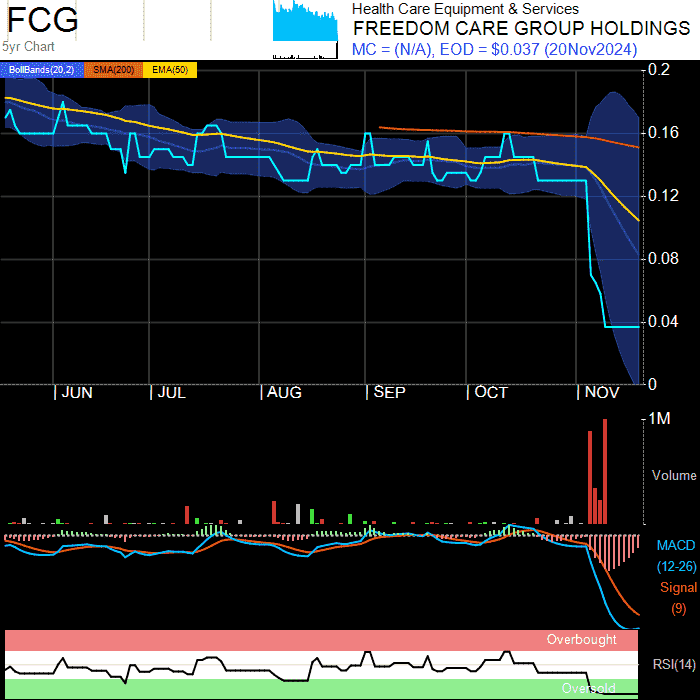 FCG
5yr Chart
Health Care Equipment & Services
FREEDOM CARE GROUP HOLDINGS
MC = (N/A), EOD = $0.037 (20Nov2024)
BollBands(20,2) SMA(200) EMA(50)
0.2
0.16
0.12
0.08
0.04
0
JUN JUL AUG SEP OCT NOV
1M
Volume
MACD
(12-26)
Signal
(9)
Overbought
RSI(14)
Oversold